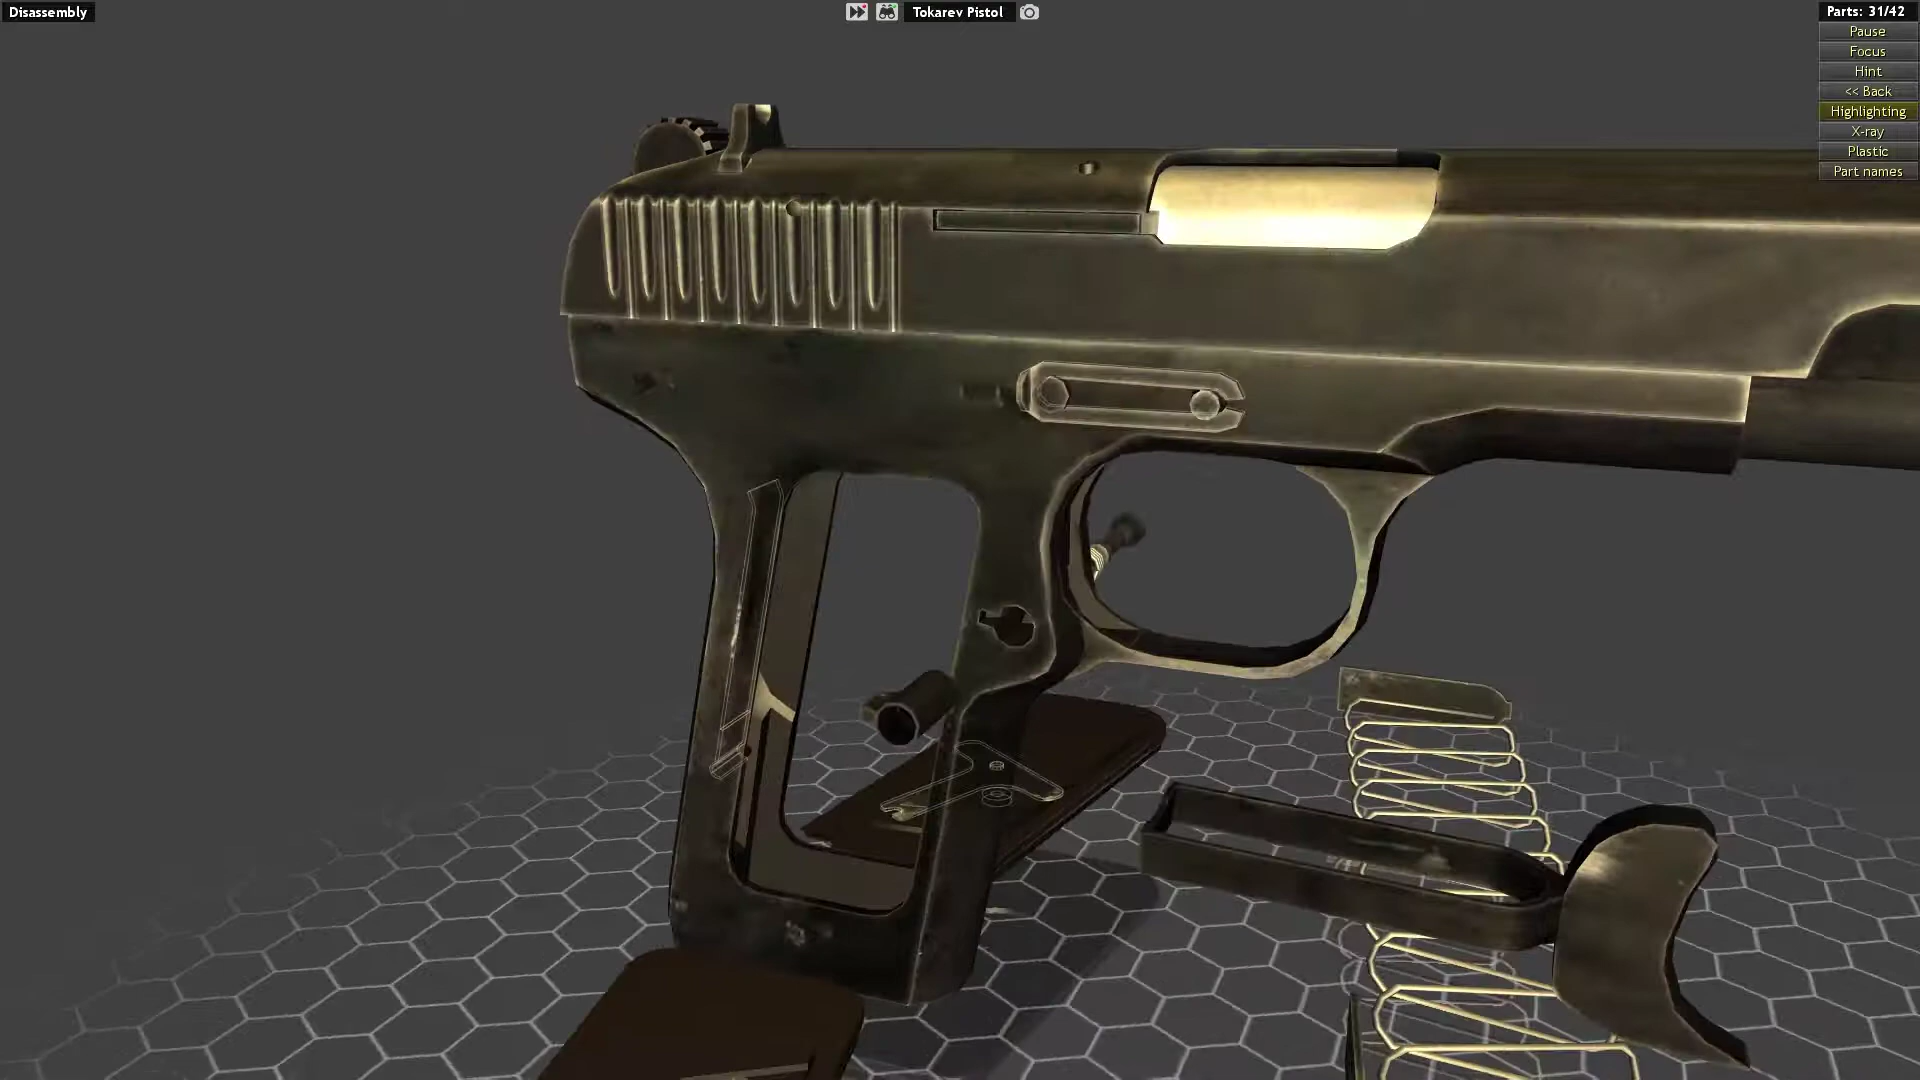 Disassembly
Tokarev Pistol
Parts: 31/42
Pause
Focus
Hint
<< Back
Highlighting
X-ray
Plastic
Part names